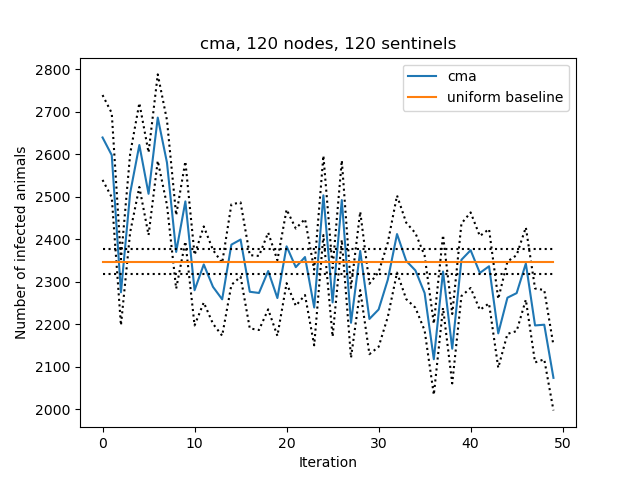 cma, 120 nodes, 120 sentinels
cma
uniform baseline
Number of infected animals
2800
2700
2600
2500
2400
2300
2200
2100
2000
0 10 20 30 40 50
Iteration